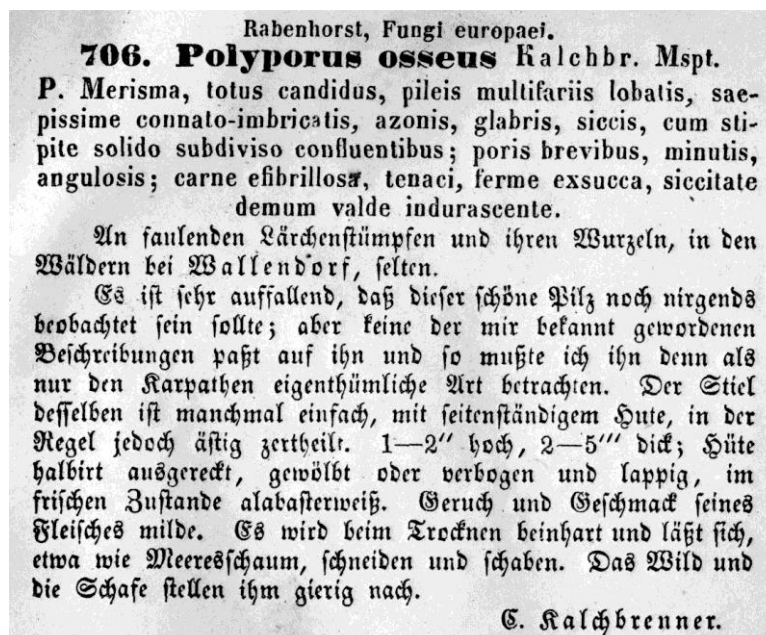 Rabenhorst, Fungi europaei.
706. Polyporus osseus Kalchbr. Mspt.
P. Merisma, totus candidus, pileis multifariis lobatis, sae-
pissime connato-imbricatis, azonis, glabris, siccis, cum sti-
pite solido subdiviso confluentibus; poris brevibus, minutis,
angulosis; carne efibrillosa, tenaci, ferme exsucca, siccitate
demum valde indurascente.
An faulenden Lärchenstümpfen und ihren Wurzeln, in den
Wäldern bei Wallendorf, selten.
Es ist sehr auffallend, daß dieser schöne Pilz noch nirgends
beobachtet sein sollte; aber keine der mir bekannt gewordenen
Beschreibungen paßt auf ihn und so mußte ich ihn denn als
nur den Karpathen eigenthümliche Art betrachten. Der Stiel
desselben ist manchmal einfach, mit seitenständigem Hute, in der
Regel jedoch ästig zertheilt. 1—2″ hoch, 2—5‴ dick; Hüte
halbirt ausgereckt, gewölbt oder verbogen und lappig, im
frischen Zustande alabasterweiß. Geruch und Geschmack seines
Fleisches milde. Es wird beim Trocknen beinhart und läßt sich,
etwa wie Meeresschaum, schneiden und schaben. Das Wild und
die Schafe stellen ihm gierig nach.
C. Kalchbrenner.